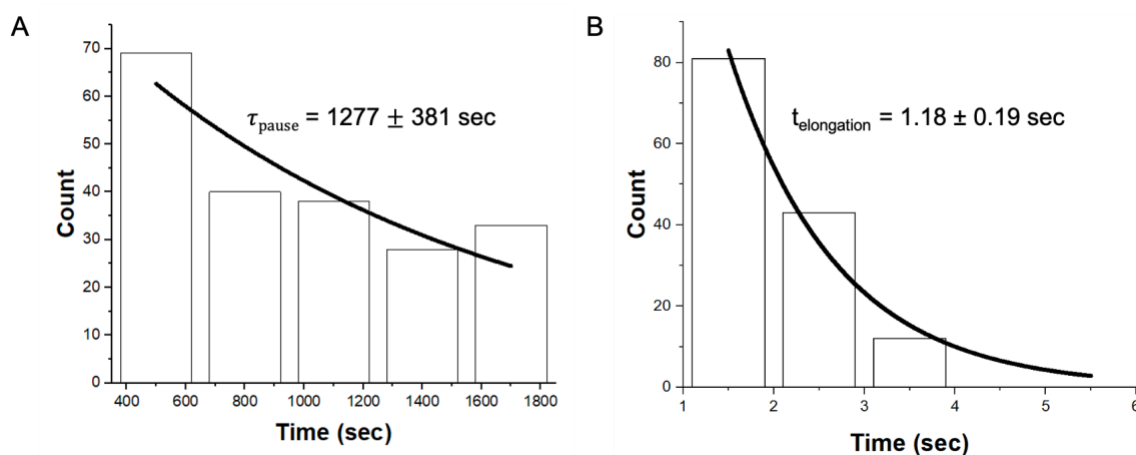 A
B
70
60
50
40
30
20
10
0
Count
τpause = 1277 ± 381 sec
400 600 800 1000 1200 1400 1600 1800
Time (sec)
80
60
40
20
0
Count
telongation = 1.18 ± 0.19 sec
1 2 3 4 5 6
Time (sec)